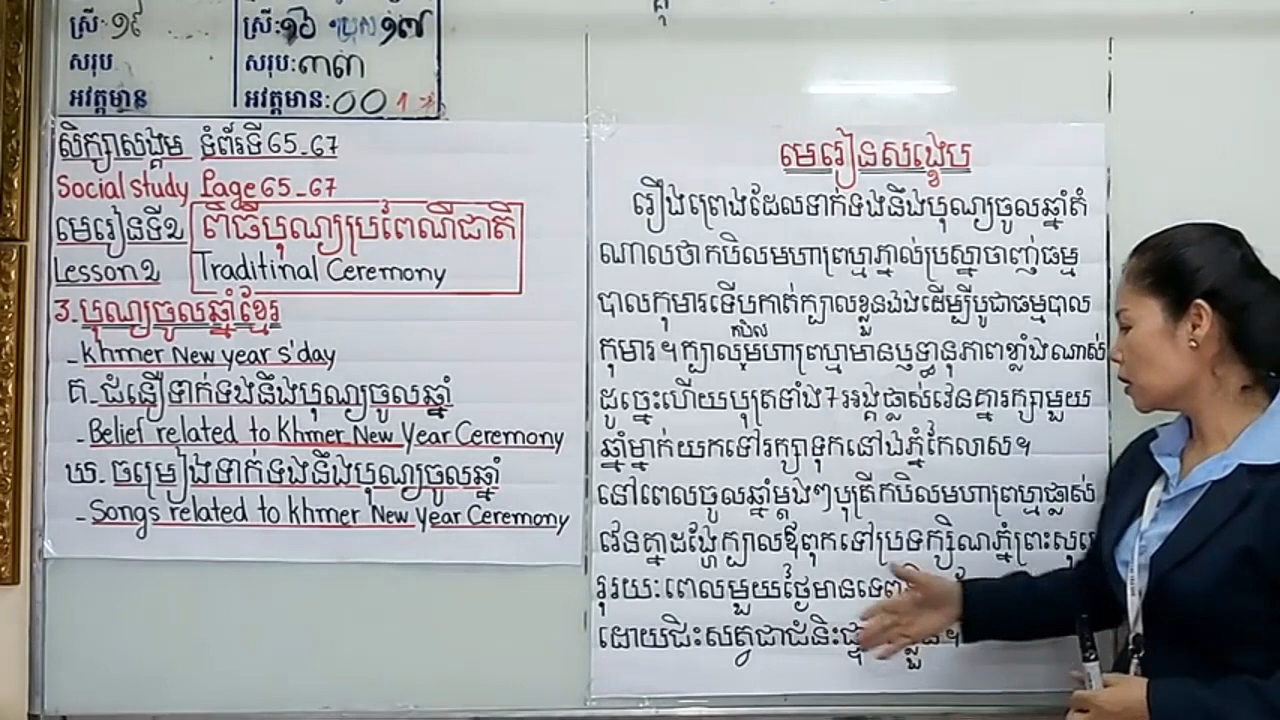 ស្រី: ១៩
សរុប
អវត្តមាន
ស្រី: ១៦ ប្រុស ១៧
សរុប: ៣៣
អវត្តមាន: 00 1
សិក្សាសង្គម ទំព័រទី 65-67
Social study Page 65-67
មេរៀនទី២ ពិធីបុណ្យប្រពៃណីជាតិ
Lesson 2 Traditinal Ceremony
3. បុណ្យចូលឆ្នាំខ្មែរ
- Khmer New year s'day
គ. ជំនឿទាក់ទងនឹងបុណ្យចូលឆ្នាំ
- Belief related to Khmer New Year Ceremony
ឃ. ចម្រៀងទាក់ទងនឹងបុណ្យចូលឆ្នាំ
- Songs related to Khmer New Year Ceremony
មេរៀនសង្ខេប
រឿងព្រេងដែលទាក់ទងនឹងបុណ្យចូលឆ្នាំតំ
ណាលថា កបិលមហាព្រហ្មភ្នាល់ប្រស្នាចាញ់ធម្ម
បាលកុមារទើបកាត់ក្បាលខ្លួនឯងដើម្បីបូជាធម្មបាល
កុមារ។ ក្បាលកបិលមហាព្រហ្មមានឫទ្ធានុភាពខ្លាំងណាស់
ដូច្នេះហើយបុត្រទាំង 7 អង្គផ្លាស់វេនគ្នារក្សាមួយ
ឆ្នាំម្នាក់យកទៅរក្សាទុកនៅឯភ្នំកៃលាស។
នៅពេលចូលឆ្នាំម្ដងៗបុត្រីកបិលមហាព្រហ្មផ្លាស់
វេនគ្នាដង្ហែក្បាលឪពុកទៅប្រទក្សិណភ្នំព្រះសុមេ
រុរយៈពេលមួយថ្ងៃមាន
ដោយជិះសត្វជាជំនិះ